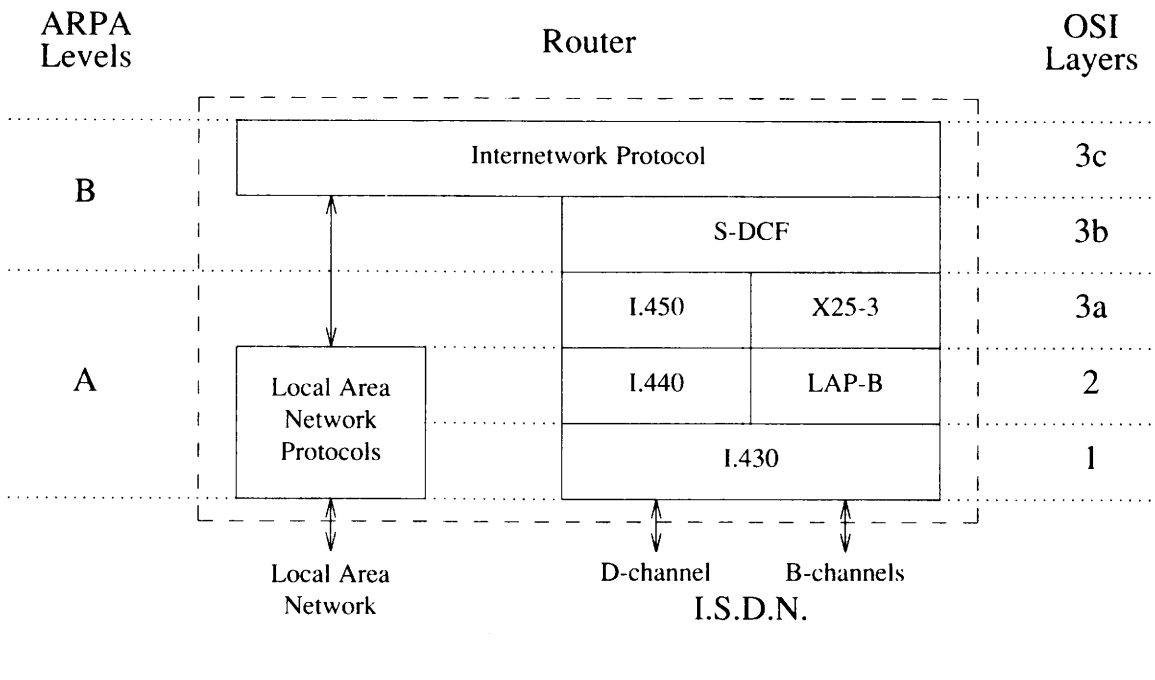 ARPA
Levels
Router
OSI
Layers
Internetwork Protocol
3c
B
S-DCF
3b
I.450
X25-3
3a
A
Local Area
Network
Protocols
I.440
LAP-B
2
I.430
1
Local Area
Network
D-channel
B-channels
I.S.D.N.